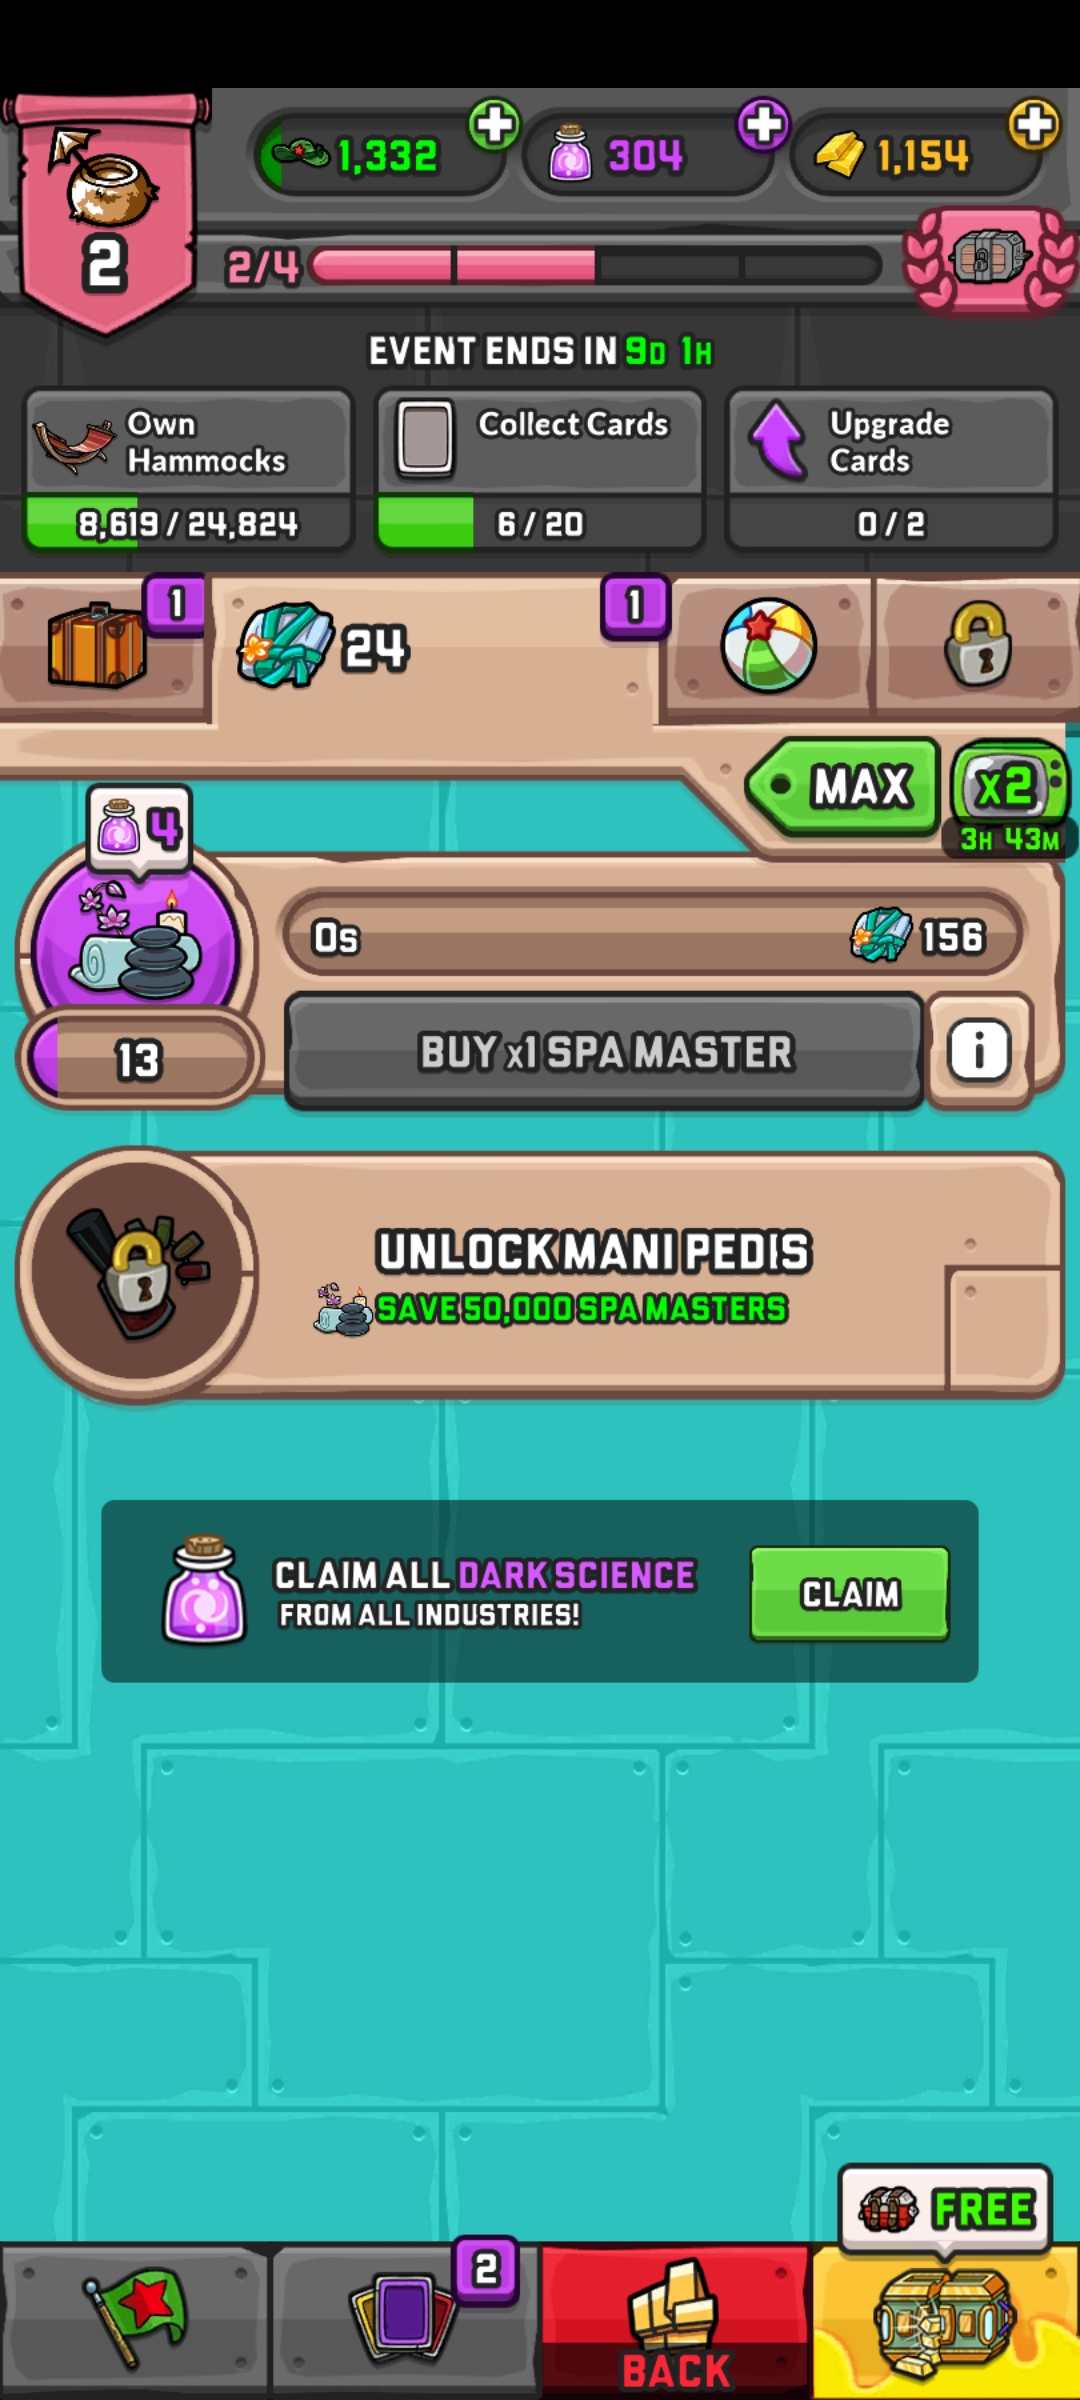 1,332
304
1,154
2
2/4
EVENT ENDS IN 9D 1H
Own
Hammocks
8,619 / 24,824
Collect Cards
6 / 20
Upgrade
Cards
0 / 2
1
24
1
MAX
x2
3H 43M
4
0s
156
13
BUY x1 SPA MASTER
i
UNLOCK MANI PEDIS
SAVE 50,000 SPA MASTERS
CLAIM ALL DARK SCIENCE
FROM ALL INDUSTRIES!
CLAIM
FREE
2
BACK